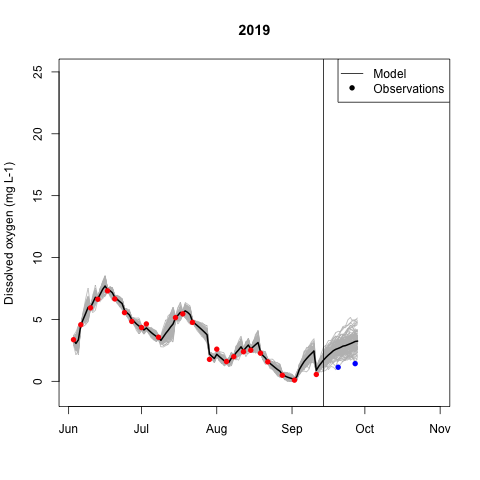 2019
Model
Observations
Dissolved oxygen (mg L-1)
25
20
15
10
5
0
Jun Jul Aug Sep Oct Nov